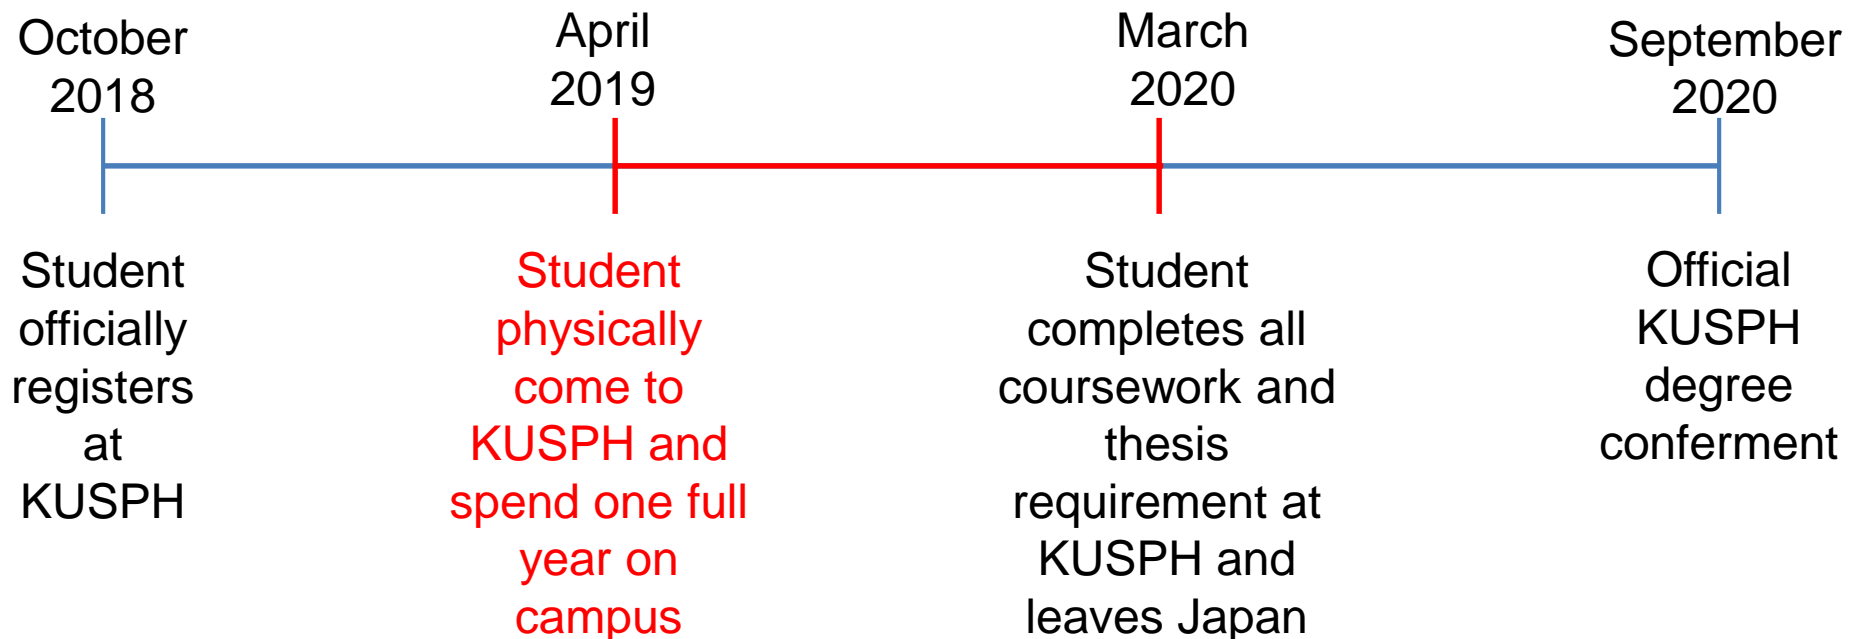 October
2018
April
2019
March
2020
September
2020
Student
officially
registers
at
KUSPH
Student
physically
come to
KUSPH and
spend one full
year on
campus
Student
completes all
coursework and
thesis
requirement at
KUSPH and
leaves Japan
Official
KUSPH
degree
conferment